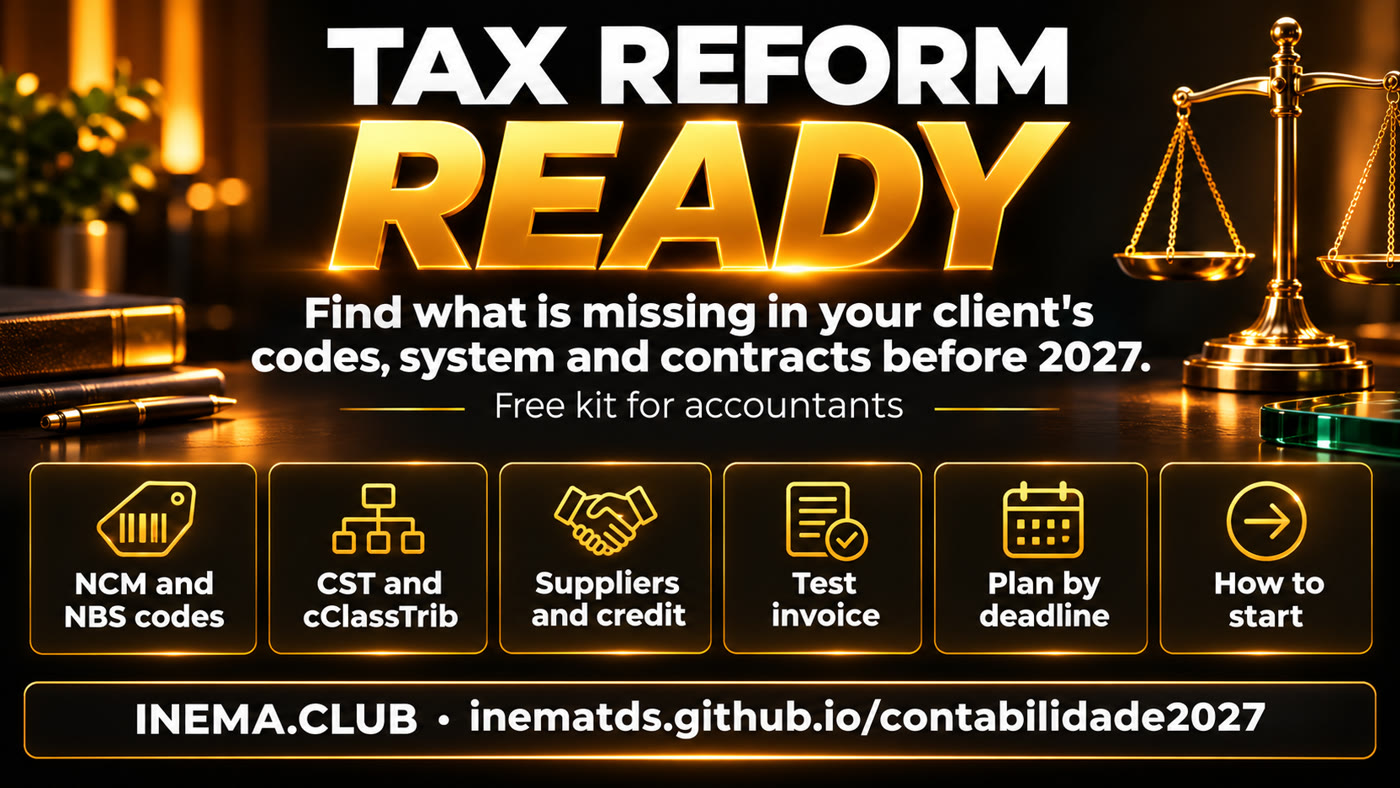 TAX REFORM
READY
Find what is missing in your client's
codes, system and contracts before 2027.
Free kit for accountants
NCM and
NBS codes
CST and
cClassTrib
Suppliers
and credit
Test
invoice
Plan by
deadline
How to
start
INEMA.CLUB • inematds.github.io/contabilidade2027